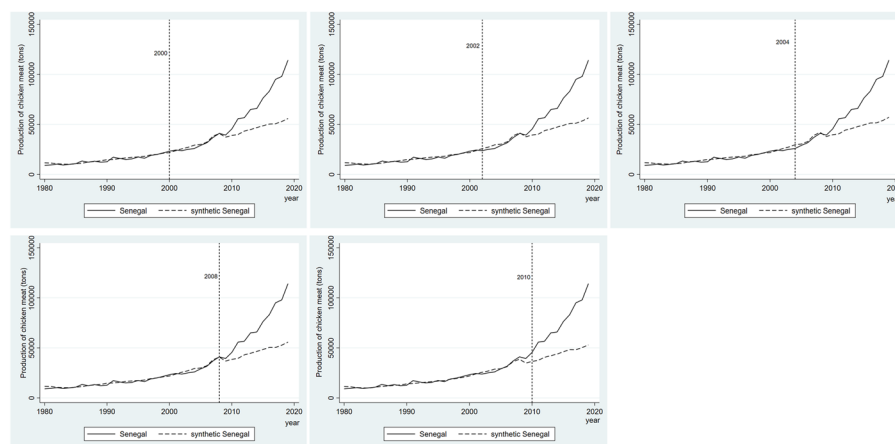 Production of chicken meat (tons)
150000
100000
50000
0
2000
1980 1990 2000 2010 2020
year
Senegal synthetic Senegal
Production of chicken meat (tons)
150000
100000
50000
0
2002
1980 1990 2000 2010 2020
year
Senegal synthetic Senegal
Production of chicken meat (tons)
150000
100000
50000
0
2004
1980 1990 2000 2010 2020
year
Senegal synthetic Senegal
Production of chicken meat (tons)
150000
100000
50000
0
2008
1980 1990 2000 2010 2020
year
Senegal synthetic Senegal
Production of chicken meat (tons)
150000
100000
50000
0
2010
1980 1990 2000 2010 2020
year
Senegal synthetic Senegal